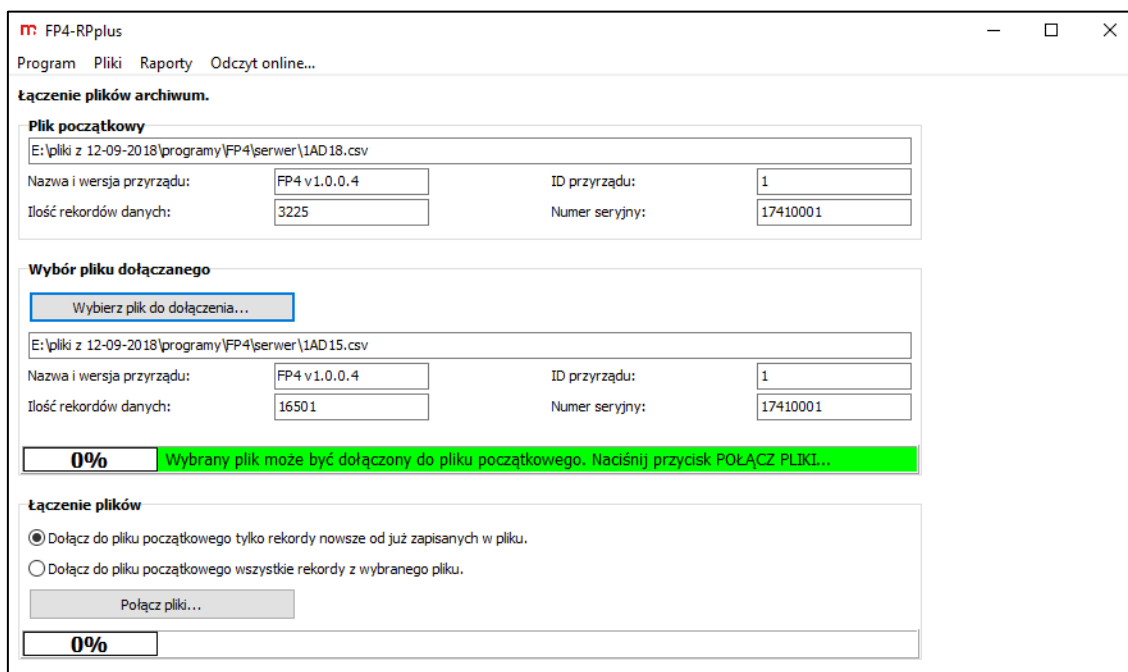 FP4-RPplus
Program Pliki Raporty Odczyt online...
Łączenie plików archiwum.
Plik początkowy
E:\pliki z 12-09-2018\programy\FP4\serwer\1AD18.csv
Nazwa i wersja przyrządu: FP4 v1.0.0.4 ID przyrządu: 1
Ilość rekordów danych: 3225 Numer seryjny: 17410001
Wybór pliku dołączanego
Wybierz plik do dołączenia...
E:\pliki z 12-09-2018\programy\FP4\serwer\1AD15.csv
Nazwa i wersja przyrządu: FP4 v1.0.0.4 ID przyrządu: 1
Ilość rekordów danych: 16501 Numer seryjny: 17410001
0% Wybrany plik może być dołączony do pliku początkowego. Naciśnij przycisk POŁĄCZ PLIKI...
Łączenie plików
Dołącz do pliku początkowego tylko rekordy nowsze od już zapisanych w pliku.
Dołącz do pliku początkowego wszystkie rekordy z wybranego pliku.
Połącz pliki...
0%